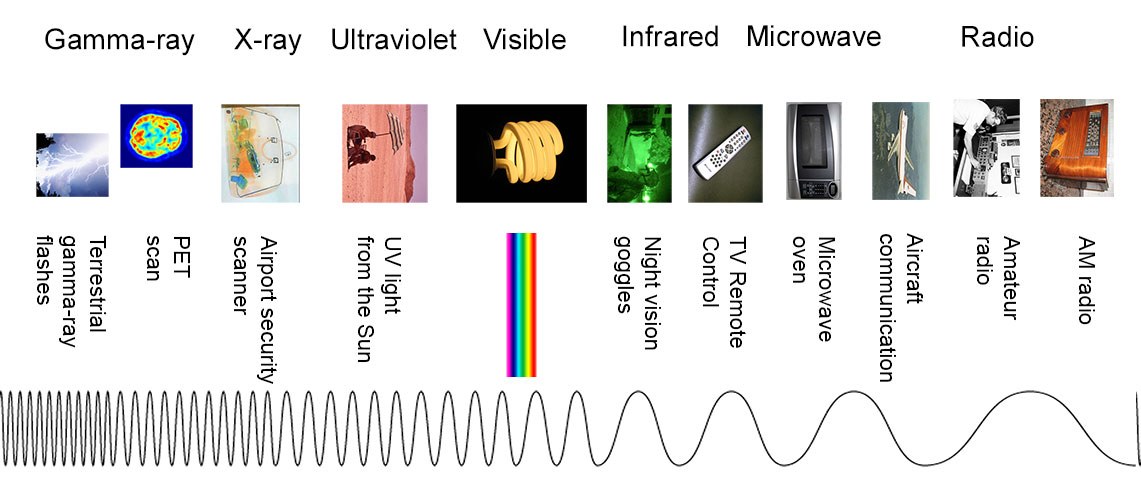 Gamma-ray
X-ray
Ultraviolet
Visible
Infrared
Microwave
Radio
Terrestrial
gamma-ray
flashes
PET
scan
Airport security
scanner
UV light
from the Sun
Night vision
goggles
TV Remote
Control
Microwave
oven
Aircraft
communication
Amateur
radio
AM radio